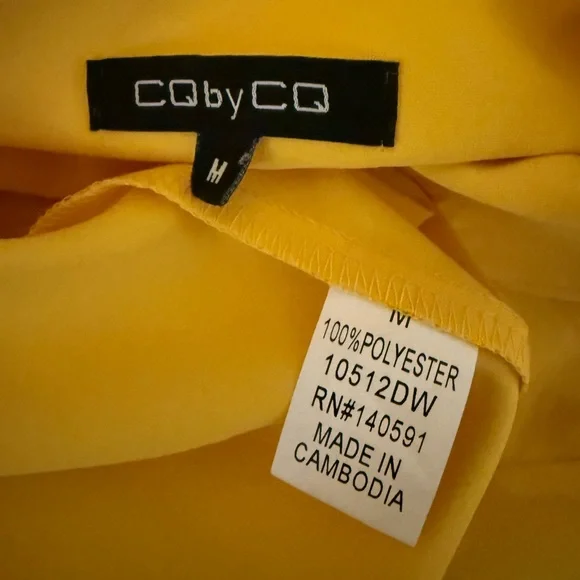 CQbyCQ
M
M
100%POLYESTER
10512DW
RN#140591
MADE IN
CAMBODIA